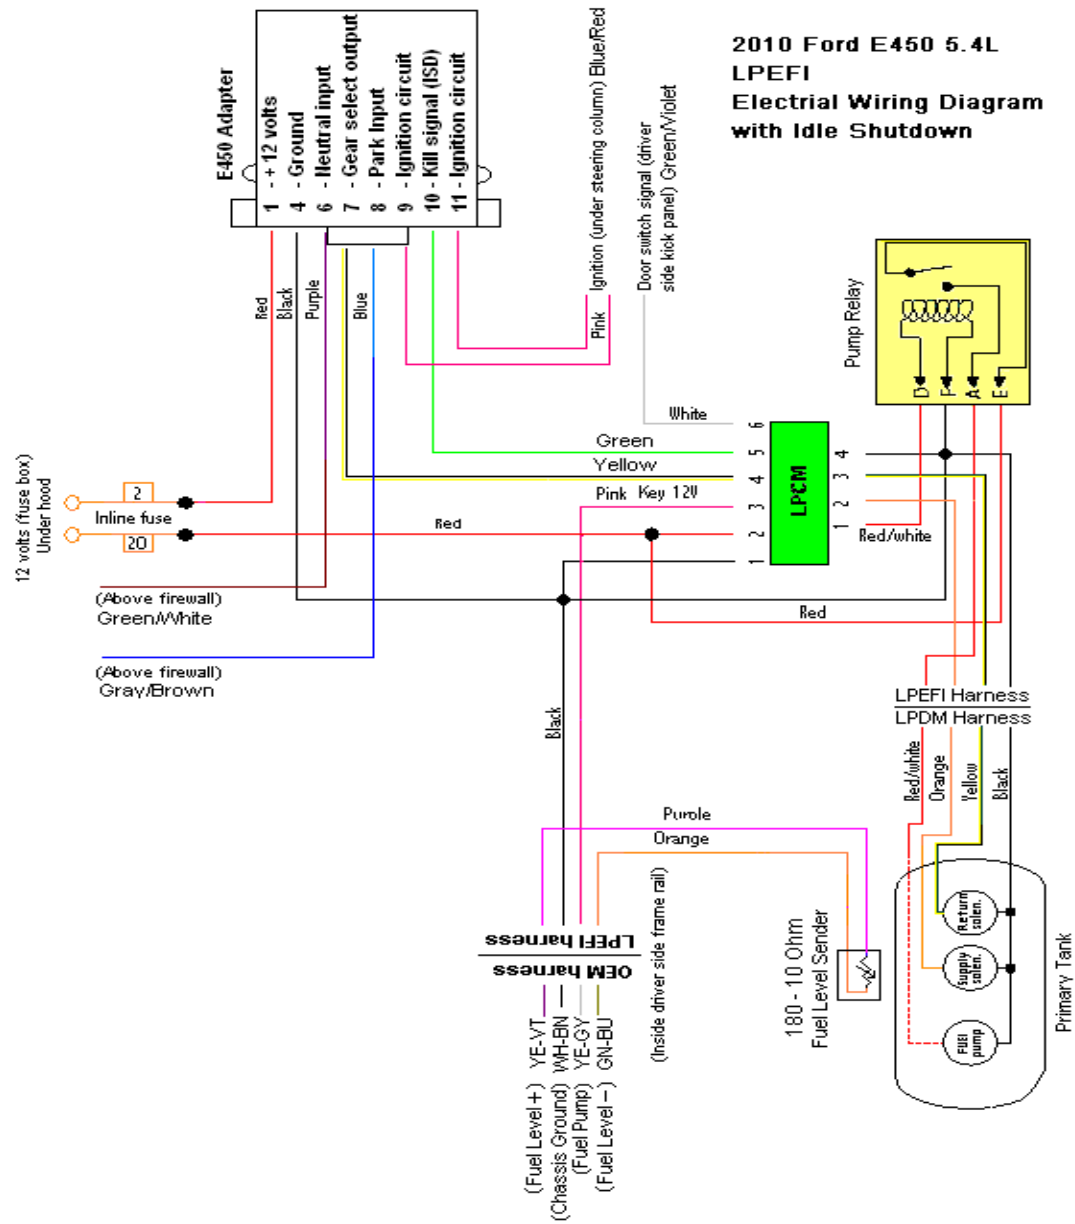 2010 Ford E450 5.4L
LPEFI
Electrial Wiring Diagram
with Idle Shutdown
E450 Adapter
1 - +12 volts
4 - Ground
6 - Neutral input
7 - Gear select output
8 - Park Input
9 - Ignition circuit
10 - Kill signal (ISD)
11 - Ignition circuit
Red
Black
Purple
Blue
Pink
Ignition (under steering column) Blue/Red
Door switch signal (driver
side kick panel) Green/Violet
Pump Relay
D
F
A
E
White
Green
Yellow
Pink Key 12V
Red
6
5
4
3
2
1
LPCM
4
3
2
1
Red/white
Red
12 volts (fuse box)
Under hood
2
Inline fuse
20
(Above firewall)
Green/White
(Above firewall)
Gray/Brown
Black
LPEFI Harness
LPDM Harness
Red/white
Orange
Yellow
Black
Purole
Orange
LPEFI harness
OEM harness
(Inside driver side frame rail)
(Fuel Level+) YE-VT
(Chassis Ground) WH-BN
(Fuel Pump) YE-GY
(Fuel Level-) GN-BU
180 - 10 Ohm
Fuel Level Sender
Return
solen.
Supply
solen.
FUEl
pump
Primary Tank